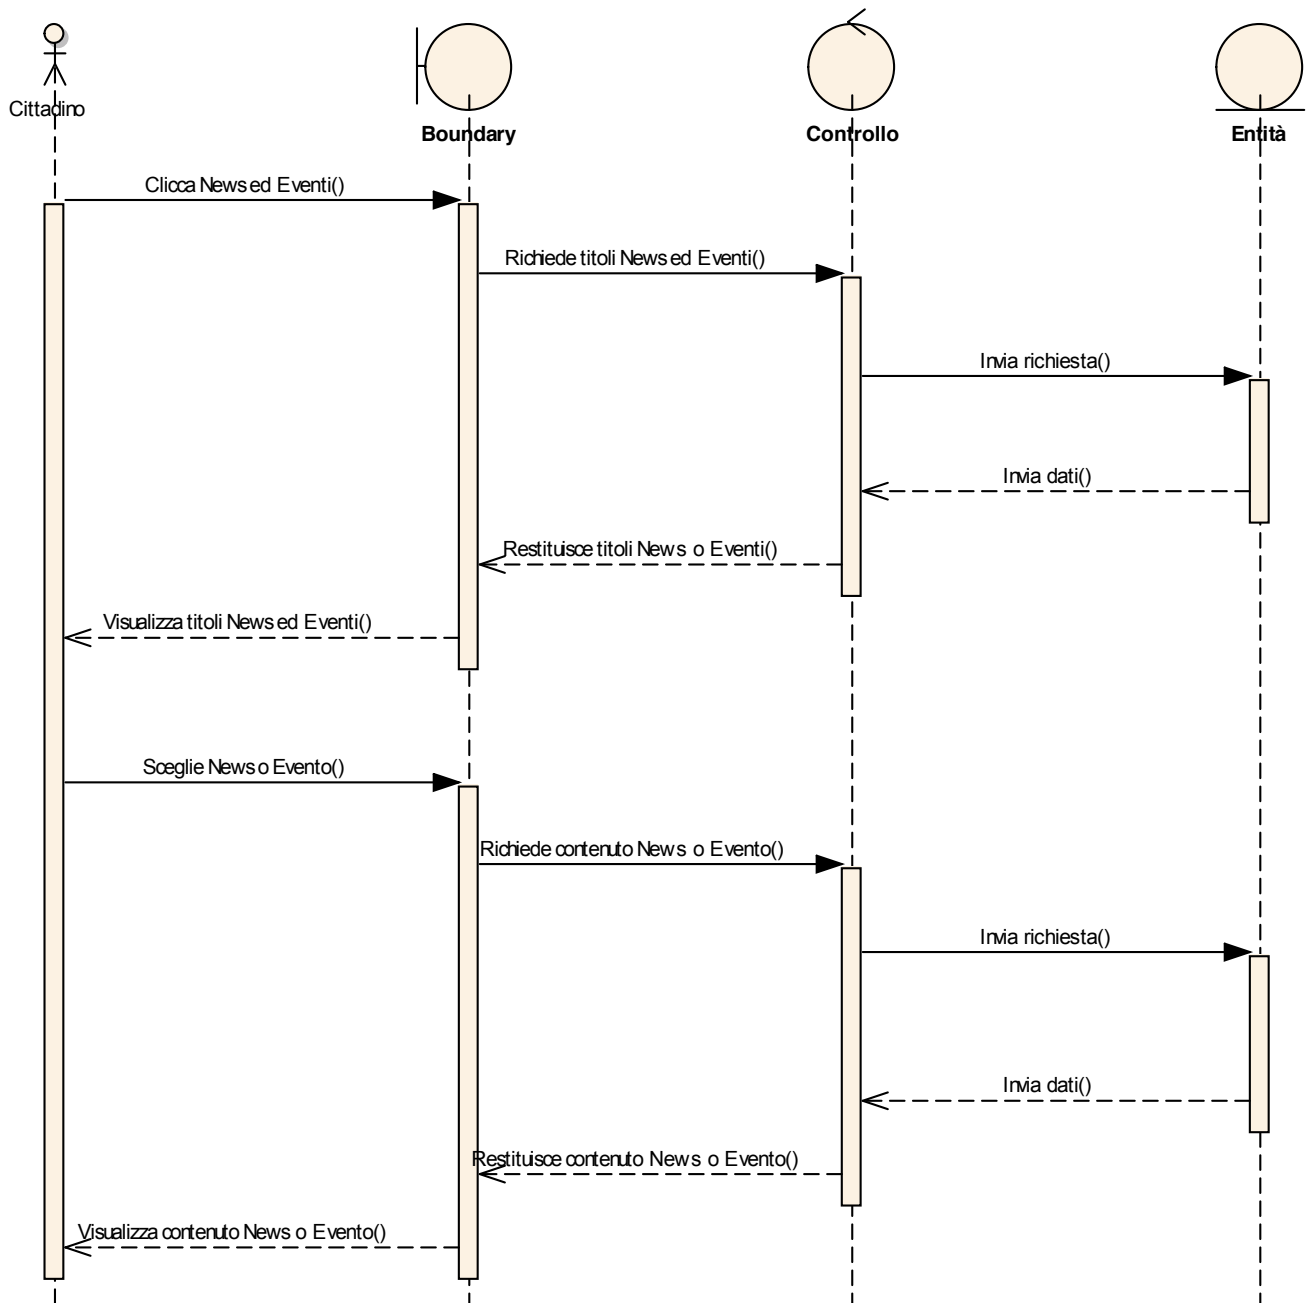 Cittadino
Boundary
Controllo
Entità
Clicca News ed Eventi()
Richiede titoli News ed Eventi()
Invia richiesta()
Invia dati()
Restituisce titoli News o Eventi()
Visualizza titoli News ed Eventi()
Sceglie News o Evento()
Richiede contenuto News o Evento()
Invia richiesta()
Invia dati()
Restituisce contenuto News o Evento()
Visualizza contenuto News o Evento()